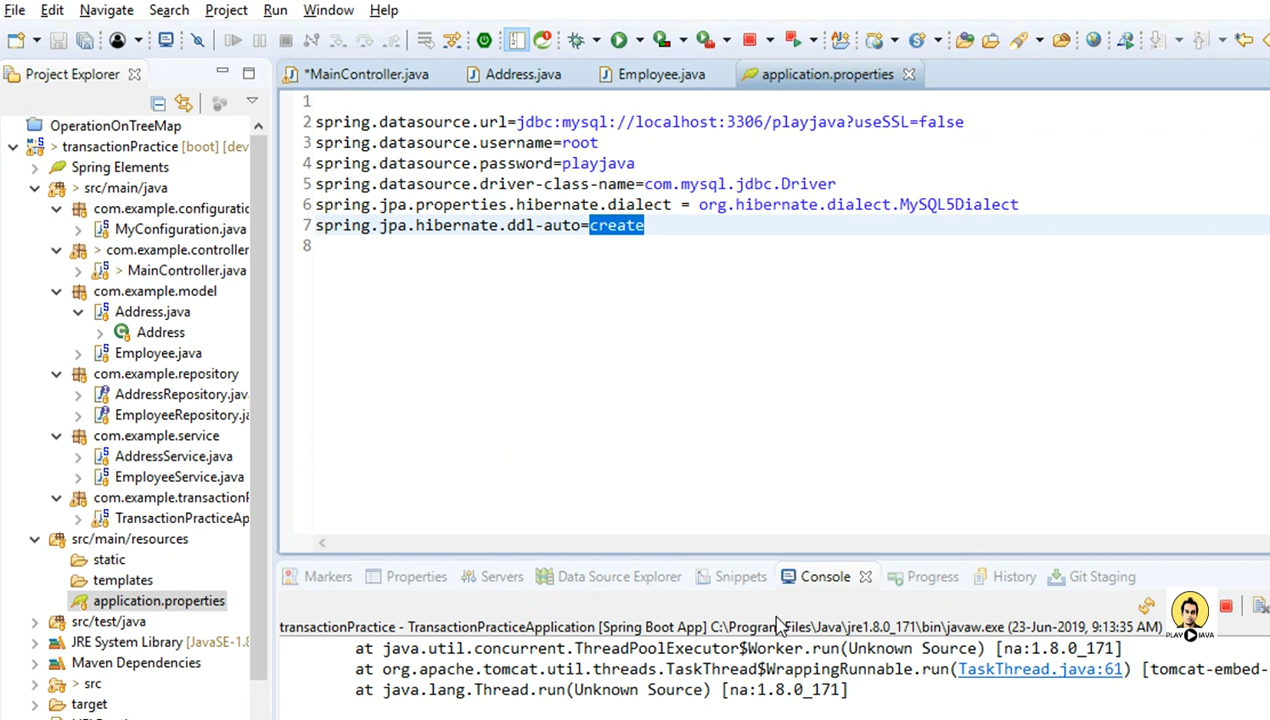 File Edit Navigate Search Project Run Window Help
Project Explorer
*MainController.java Address.java Employee.java application.properties
OperationOnTreeMap
transactionPractice [boot] [dev
Spring Elements
> src/main/java
com.example.configuratio
MyConfiguration.java
> com.example.controller
> MainController.java
com.example.model
Address.java
Address
Employee.java
com.example.repository
AddressRepository.jav
EmployeeRepository.ja
com.example.service
AddressService.java
EmployeeService.java
com.example.transactionP
TransactionPracticeAp
src/main/resources
static
templates
application.properties
src/test/java
JRE System Library [JavaSE-1.8
Maven Dependencies
> src
target
1
2 spring.datasource.url=jdbc:mysql://localhost:3306/playjava?useSSL=false
3 spring.datasource.username=root
4 spring.datasource.password=playjava
5 spring.datasource.driver-class-name=com.mysql.jdbc.Driver
6 spring.jpa.properties.hibernate.dialect = org.hibernate.dialect.MySQL5Dialect
7 spring.jpa.hibernate.ddl-auto=create
8
Markers Properties Servers Data Source Explorer Snippets Console Progress History Git Staging
transactionPractice - TransactionPracticeApplication [Spring Boot App] C:\Program Files\Java\jre1.8.0_171\bin\javaw.exe (23-Jun-2019, 9:13:35 AM)
at java.util.concurrent.ThreadPoolExecutor$Worker.run(Unknown Source) [na:1.8.0_171]
at org.apache.tomcat.util.threads.TaskThread$WrappingRunnable.run(TaskThread.java:61) [tomcat-embed-
at java.lang.Thread.run(Unknown Source) [na:1.8.0_171]
PLAY JAVA